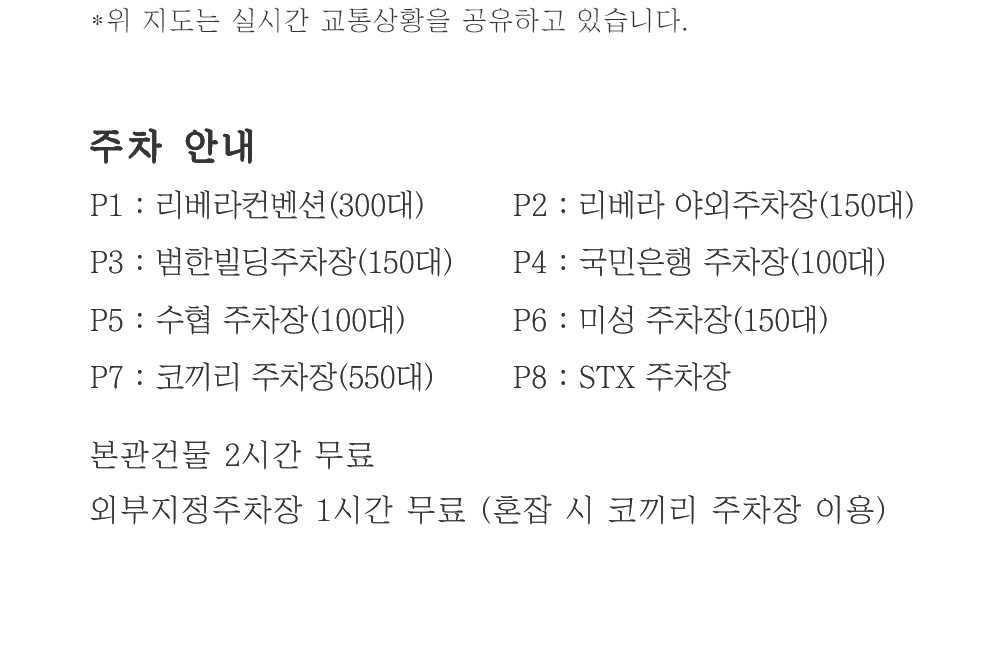 *위 지도는 실시간 교통상황을 공유하고 있습니다.
주차 안내
P1 : 리베라컨벤션(300대) P2 : 리베라 야외주차장(150대)
P3 : 범한빌딩주차장(150대) P4 : 국민은행 주차장(100대)
P5 : 수협 주차장(100대) P6 : 미성 주차장(150대)
P7 : 코끼리 주차장(550대) P8 : STX 주차장
본관건물 2시간 무료
외부지정주차장 1시간 무료 (혼잡 시 코끼리 주차장 이용)